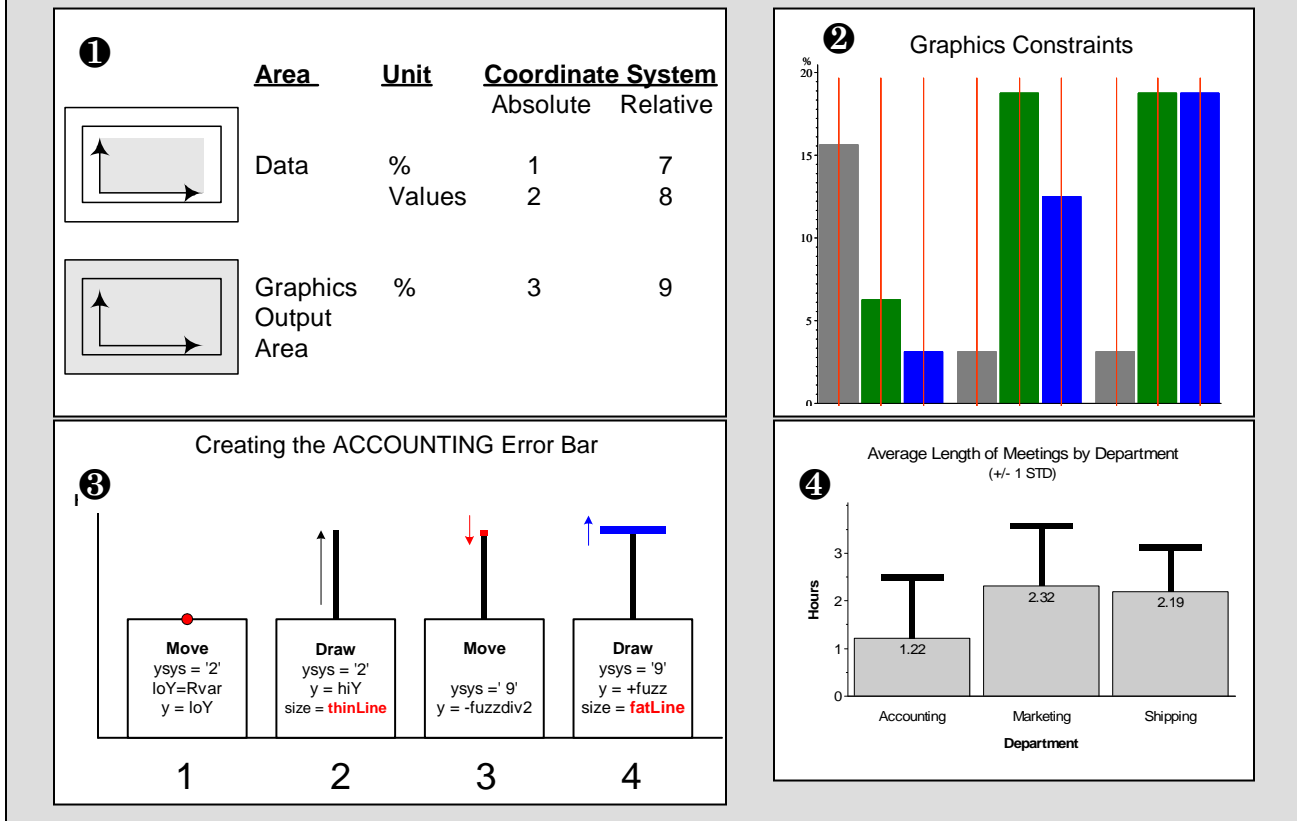 ❶
Area Unit Coordinate System
Absolute Relative
Data % 1 7
Values 2 8
Graphics % 3 9
Output
Area
❷
Graphics Constraints
%
20
15
10
5
0
Creating the ACCOUNTING Error Bar
❸
Move
ysys = '2'
loY=Rvar
y = loY
Draw
ysys = '2'
y = hiY
size = thinLine
Move
ysys =' 9'
y = -fuzzdiv2
Draw
ysys = '9'
y = +fuzz
size = fatLine
1 2 3 4
Average Length of Meetings by Department
(+/- 1 STD)
❹
Hours
3
2
1
0
1.22
2.32
2.19
Accounting Marketing Shipping
Department